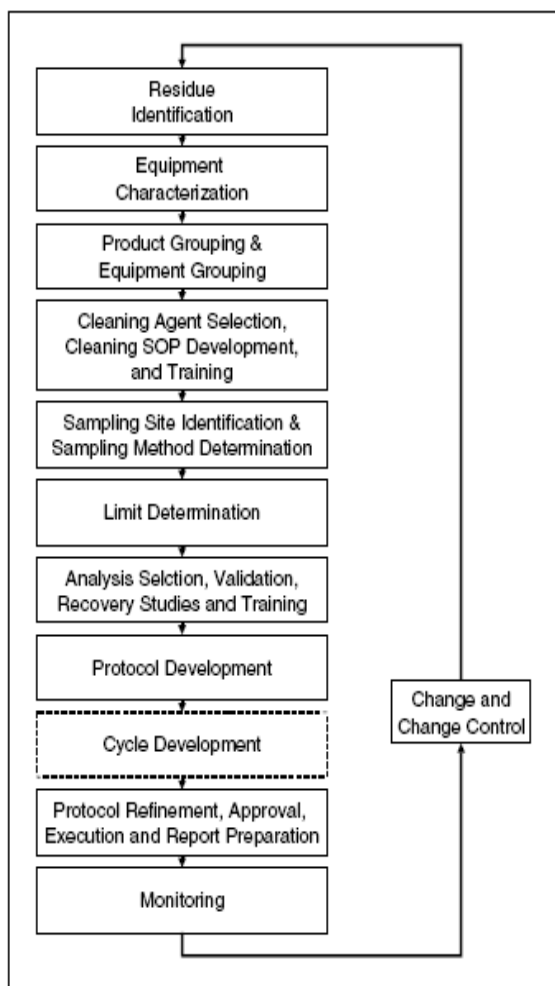 Residue
Identification
Equipment
Characterization
Product Grouping &
Equipment Grouping
Cleaning Agent Selection,
Cleaning SOP Development,
and Training
Sampling Site Identification &
Sampling Method Determination
Limit Determination
Analysis Selction, Validation,
Recovery Studies and Training
Protocol Development
Cycle Development
Protocol Refinement, Approval,
Execution and Report Preparation
Monitoring
Change and
Change Control